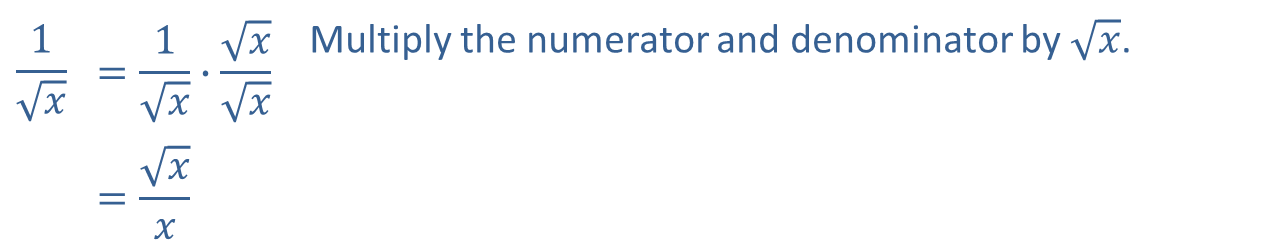 1/√x = 1/√x · √x/√x Multiply the numerator and denominator by √x.
= √x/x